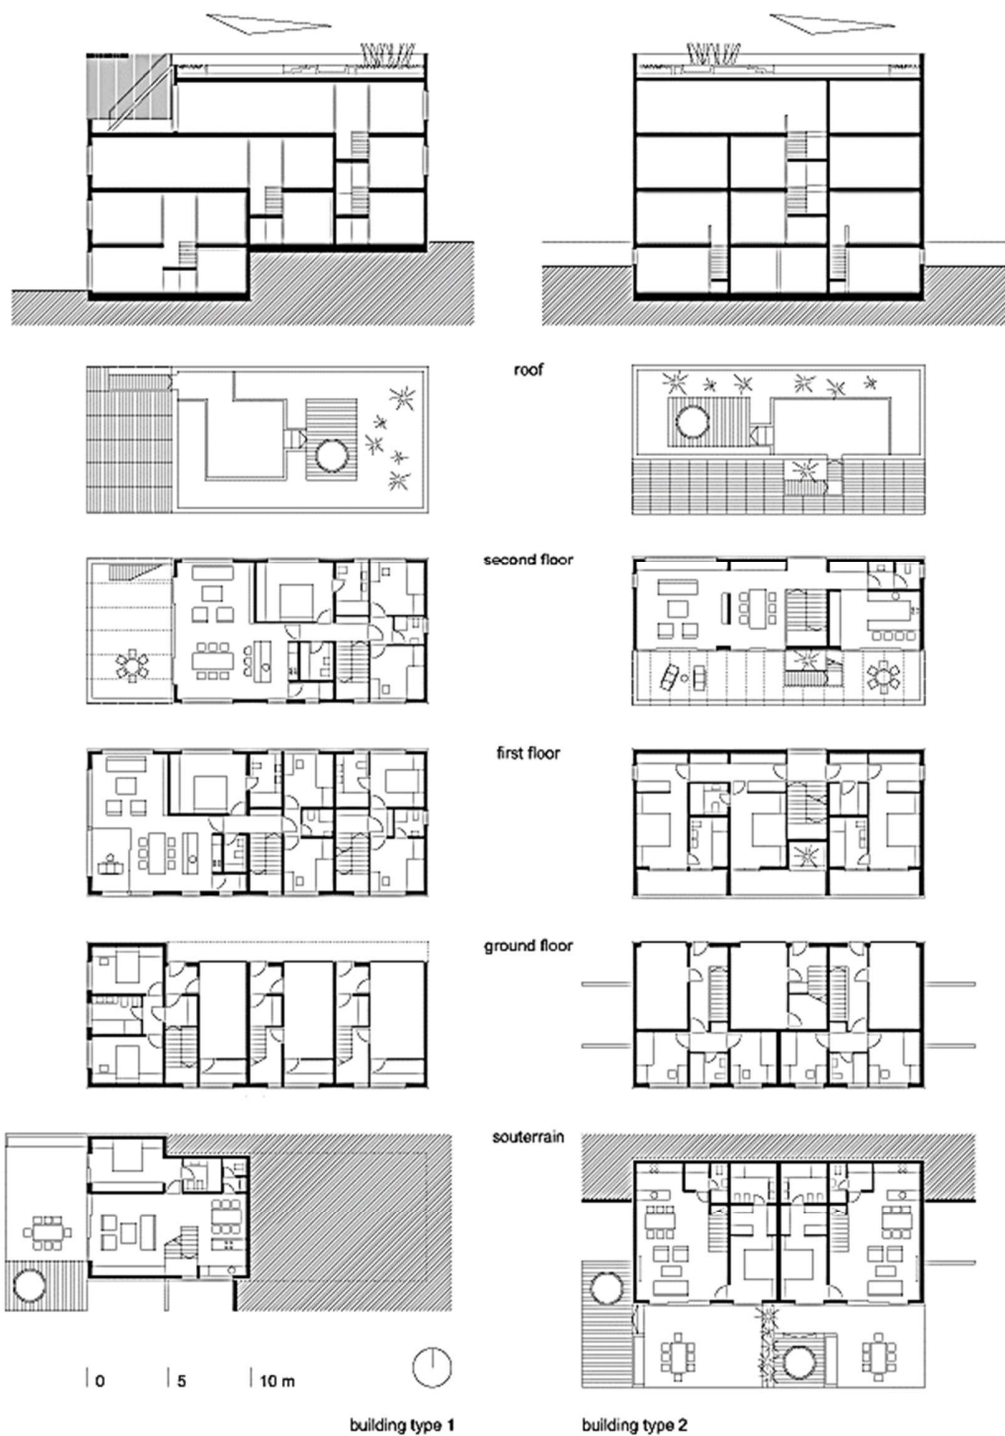 roof
second floor
first floor
ground floor
souterrain
0 5 10 m
building type 1
building type 2